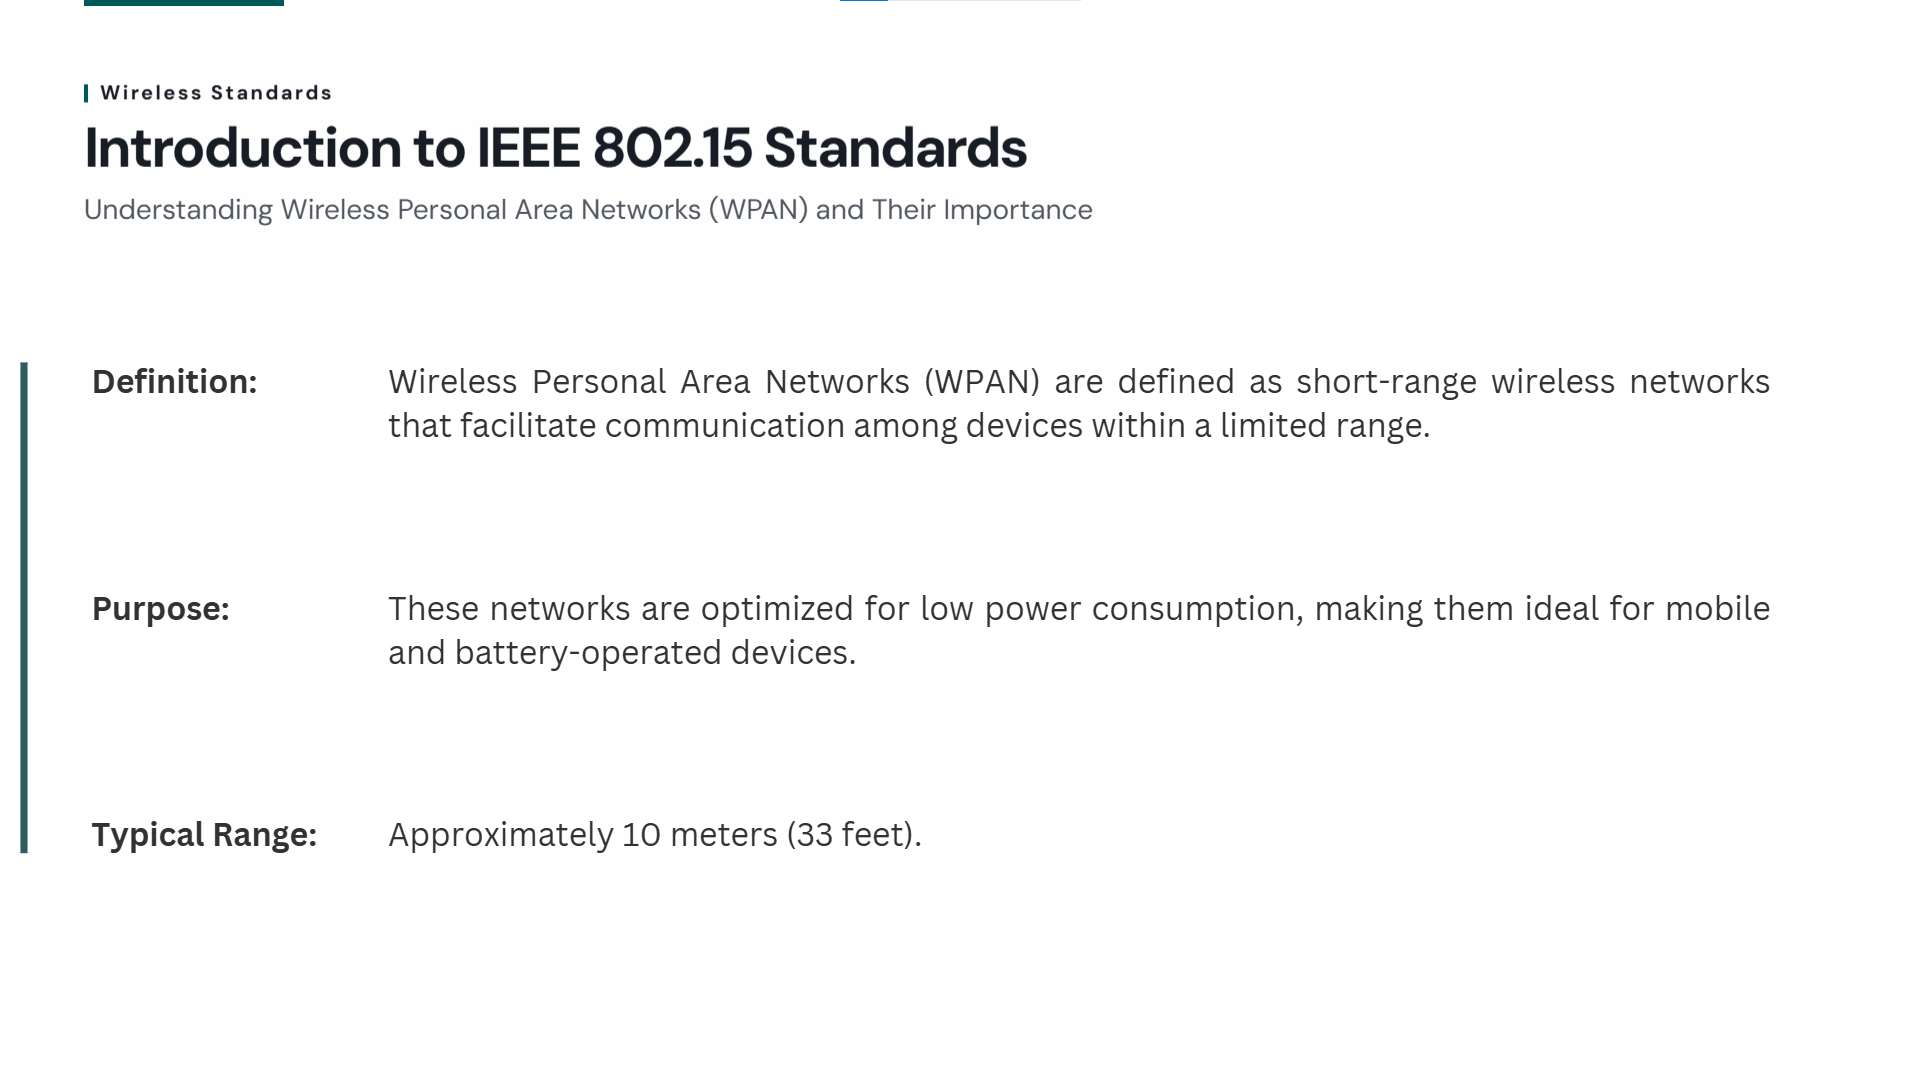 Wireless Standards
Introduction to IEEE 802.15 Standards
Understanding Wireless Personal Area Networks (WPAN) and Their Importance
Definition: Wireless Personal Area Networks (WPAN) are defined as short-range wireless networks
that facilitate communication among devices within a limited range.
Purpose: These networks are optimized for low power consumption, making them ideal for mobile
and battery-operated devices.
Typical Range: Approximately 10 meters (33 feet).